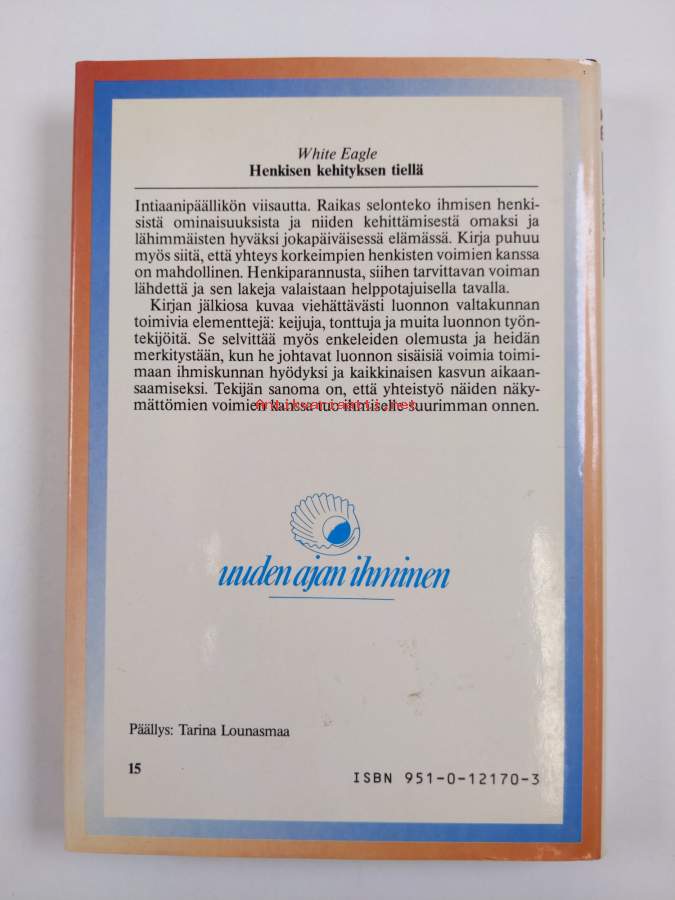 White Eagle
Henkisen kehityksen tiellä
Intiaanipäällikön viisautta. Raikas selonteko ihmisen henki-
sistä ominaisuuksista ja niiden kehittämisestä omaksi ja
lähimmäisten hyväksi jokapäiväisessä elämässä. Kirja puhuu
myös siitä, että yhteys korkeimpien henkisten voimien kanssa
on mahdollinen. Henkiparannusta, siihen tarvittavan voiman
lähdettä ja sen lakeja valaistaan helppotajuisella tavalla.
Kirjan jälkiosa kuvaa viehättävästi luonnon valtakunnan
toimivia elementtejä: keijuja, tonttuja ja muita luonnon työn-
tekijöitä. Se selvittää myös enkeleiden olemusta ja heidän
merkitystään, kun he johtavat luonnon sisäisiä voimia toimi-
maan ihmiskunnan hyödyksi ja kaikkinaisen kasvun aikaan-
saamiseksi. Tekijän sanoma on, että yhteistyö näiden näky-
mättömien voimien kanssa tuo ihmiselle suurimman onnen.
Antikvariaatti.net
uuden ajan ihminen
Päällys: Tarina Lounasmaa
15
ISBN 951-0-12170-3